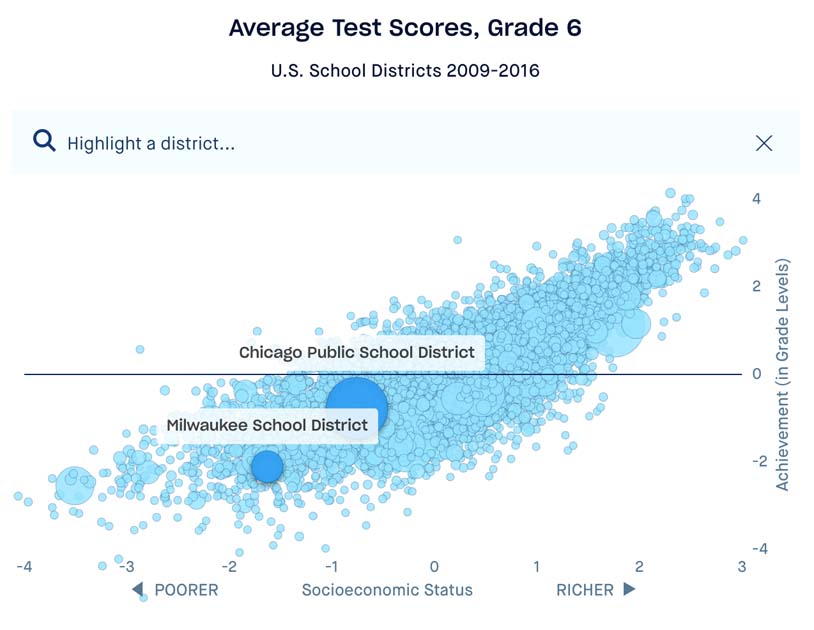 Average Test Scores, Grade 6
U.S. School Districts 2009-2016
Highlight a district...
4
2
0
-2
-4
Achievement (in Grade Levels)
Chicago Public School District
Milwaukee School District
-4 -3 -2 -1 0 1 2 3
POORER Socioeconomic Status RICHER